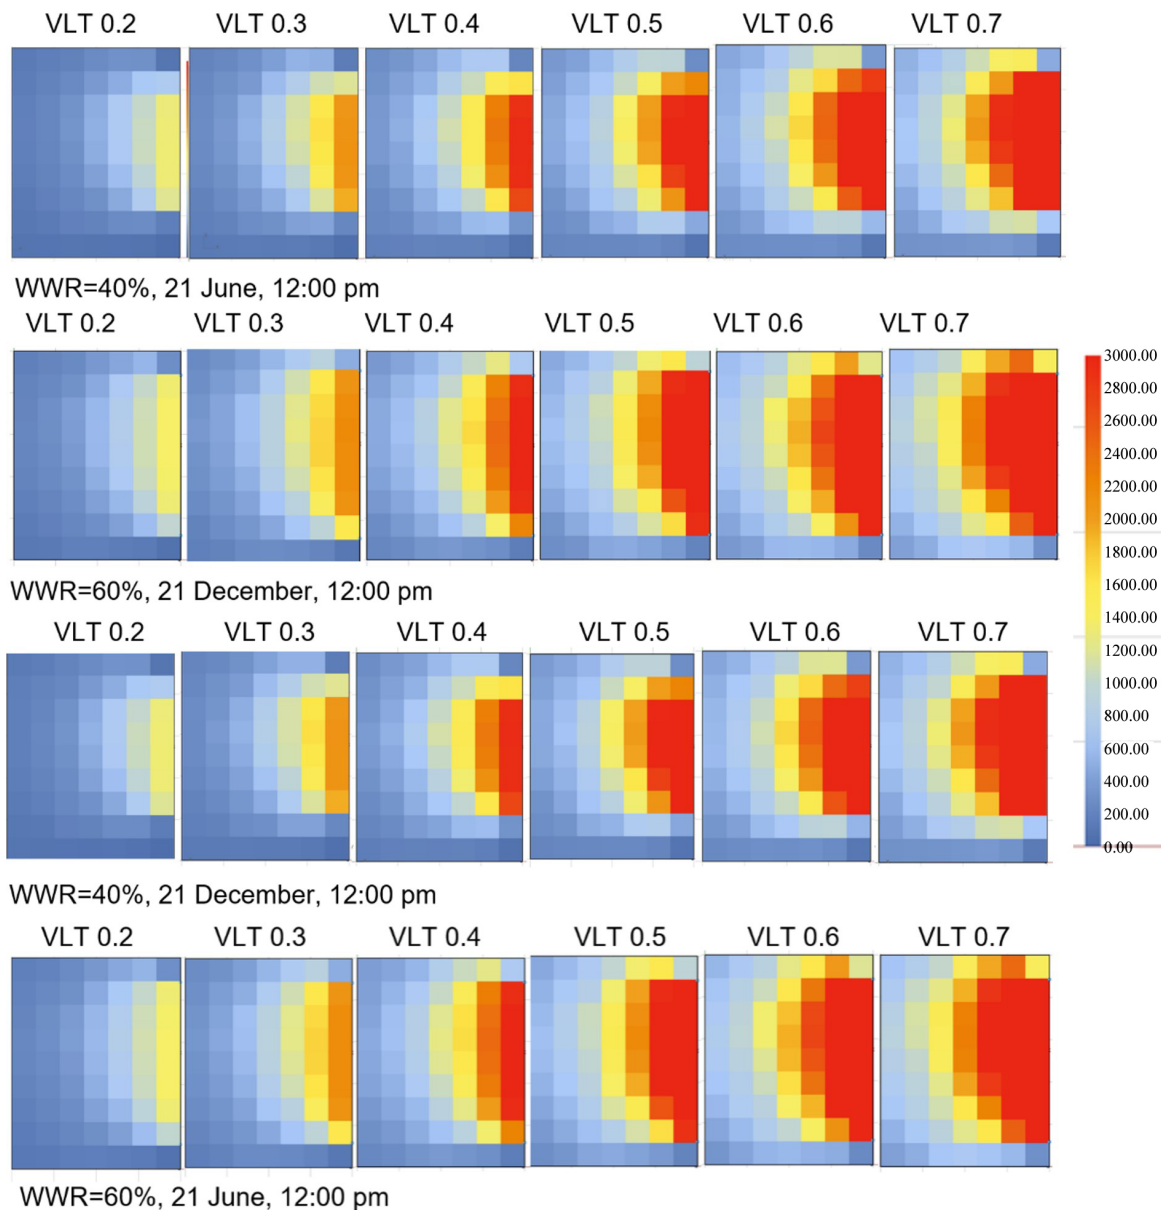 VLT 0.2 VLT 0.3 VLT 0.4 VLT 0.5 VLT 0.6 VLT 0.7
WWR=40%, 21 June, 12:00 pm
VLT 0.2 VLT 0.3 VLT 0.4 VLT 0.5 VLT 0.6 VLT 0.7
WWR=60%, 21 December, 12:00 pm
VLT 0.2 VLT 0.3 VLT 0.4 VLT 0.5 VLT 0.6 VLT 0.7
WWR=40%, 21 December, 12:00 pm
VLT 0.2 VLT 0.3 VLT 0.4 VLT 0.5 VLT 0.6 VLT 0.7
WWR=60%, 21 June, 12:00 pm
3000.00
2800.00
2600.00
2400.00
2200.00
2000.00
1800.00
1600.00
1400.00
1200.00
1000.00
800.00
600.00
400.00
200.00
0.00